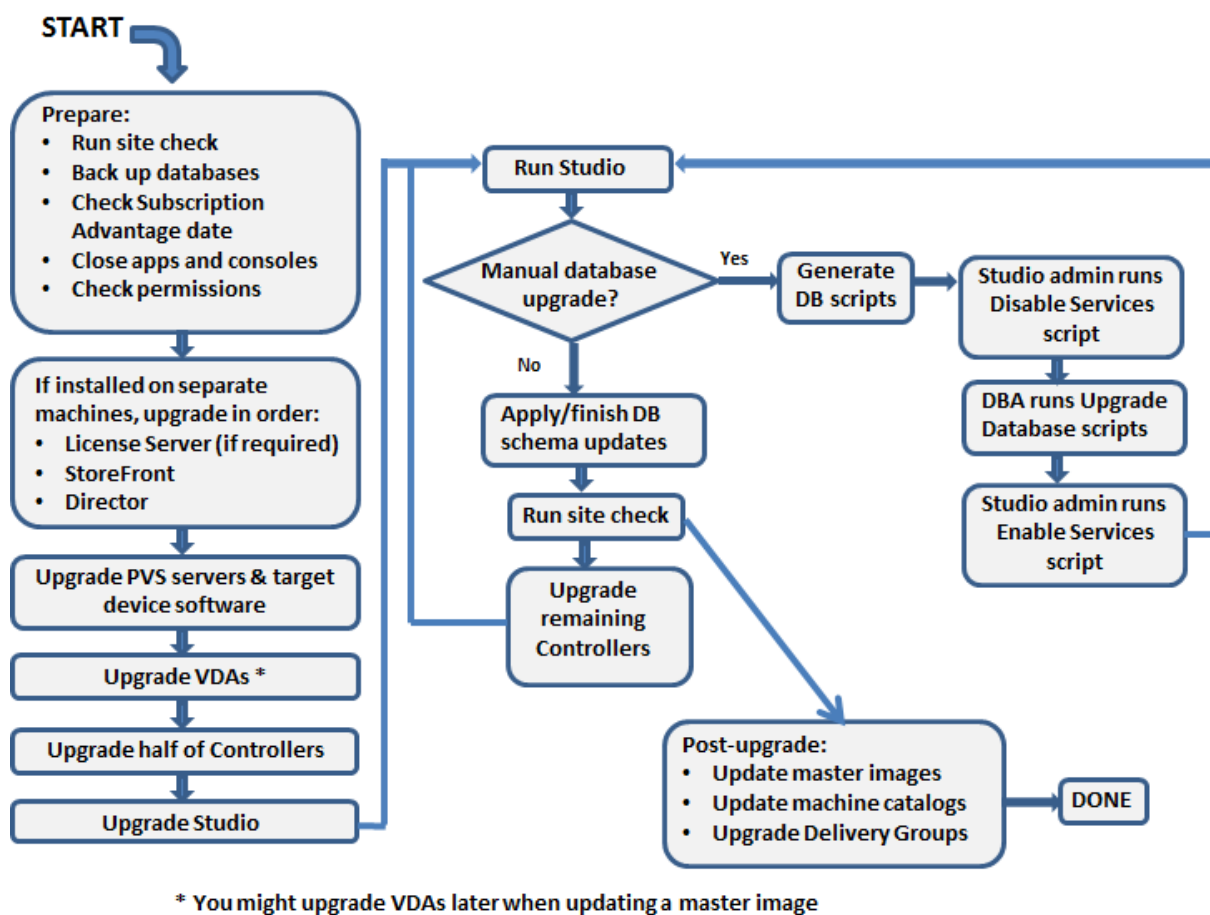 START
Prepare:
• Run site check
• Back up databases
• Check Subscription
Advantage date
• Close apps and consoles
• Check permissions
If installed on separate
machines, upgrade in order:
• License Server (if required)
• StoreFront
• Director
Upgrade PVS servers & target
device software
Upgrade VDAs *
Upgrade half of Controllers
Upgrade Studio
Run Studio
Manual database
upgrade?
Yes
Generate
DB scripts
Studio admin runs
Disable Services
script
DBA runs Upgrade
Database scripts
Studio admin runs
Enable Services
script
No
Apply/finish DB
schema updates
Run site check
Upgrade
remaining
Controllers
Post-upgrade:
• Update master images
• Update machine catalogs
• Upgrade Delivery Groups
DONE
* You might upgrade VDAs later when updating a master image